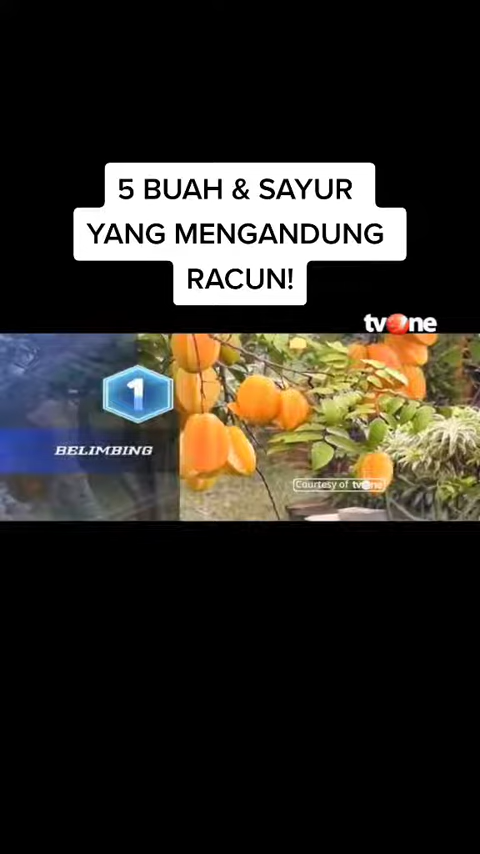 5 BUAH & SAYUR
YANG MENGANDUNG
RACUN!
tvOne
1
BELIMBING
Courtesy of tvOne